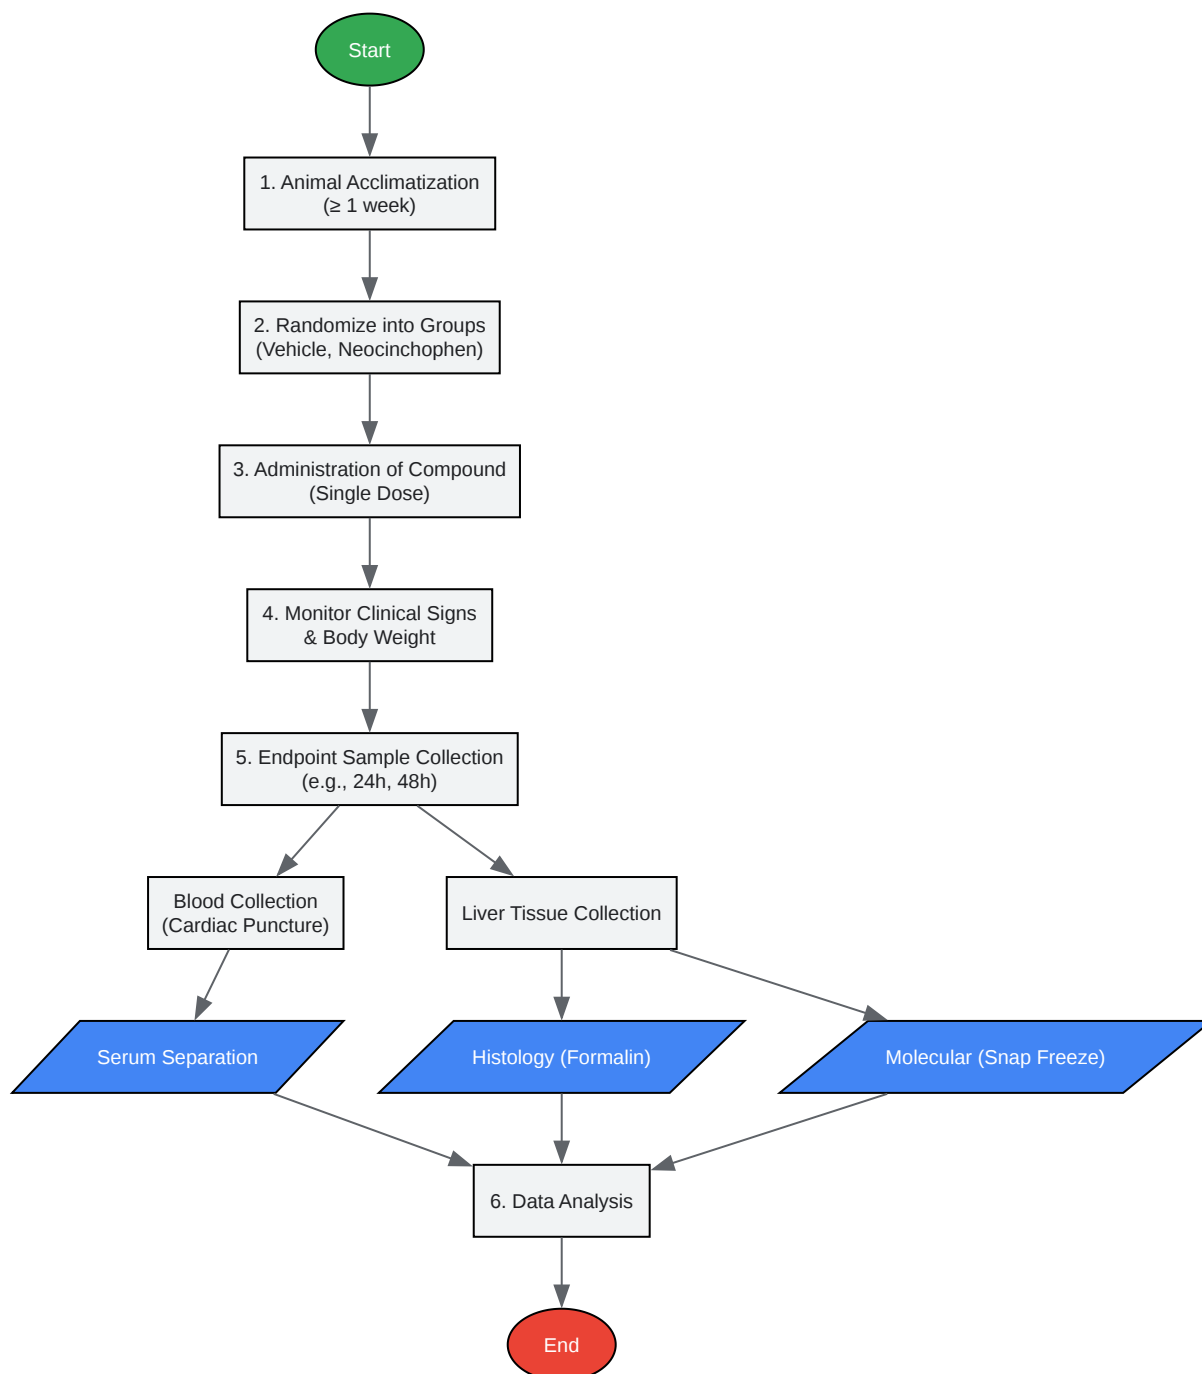 Start
1. Animal Acclimatization
(≥ 1 week)
2. Randomize into Groups
(Vehicle, Neocinchophen)
3. Administration of Compound
(Single Dose)
4. Monitor Clinical Signs
& Body Weight
5. Endpoint Sample Collection
(e.g., 24h, 48h)
Blood Collection
(Cardiac Puncture)
Liver Tissue Collection
Serum Separation
Histology (Formalin)
Molecular (Snap Freeze)
6. Data Analysis
End